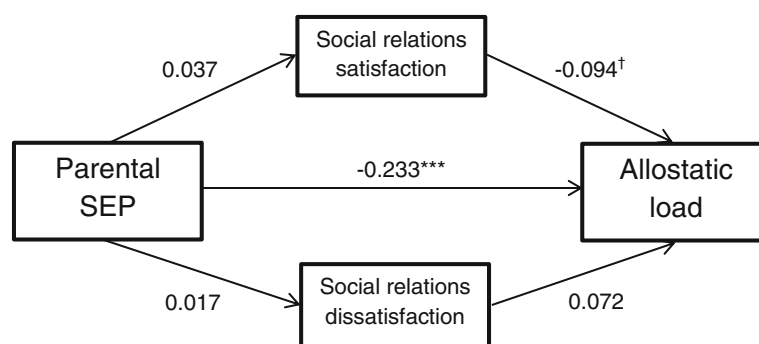 Social relations
satisfaction
0.037
-0.094†
Parental
SEP
-0.233***
Allostatic
load
Social relations
dissatisfaction
0.017
0.072